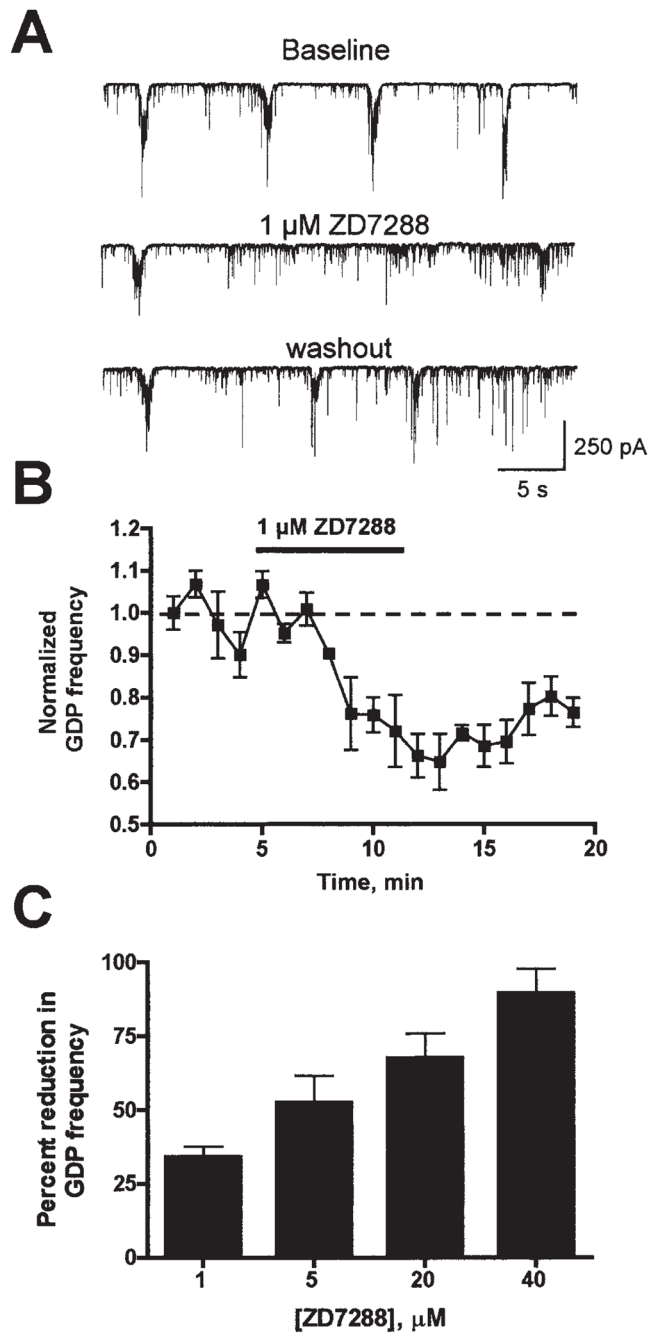 A
Baseline
1 μM ZD7288
washout
250 pA
5 s
B
1 μM ZD7288
Normalized
GDP frequency
1.2
1.1
1.0
0.9
0.8
0.7
0.6
0.5
0 5 10 15 20
Time, min
C
Percent reduction in
GDP frequency
100
75
50
25
0
1 5 20 40
[ZD7288], μM